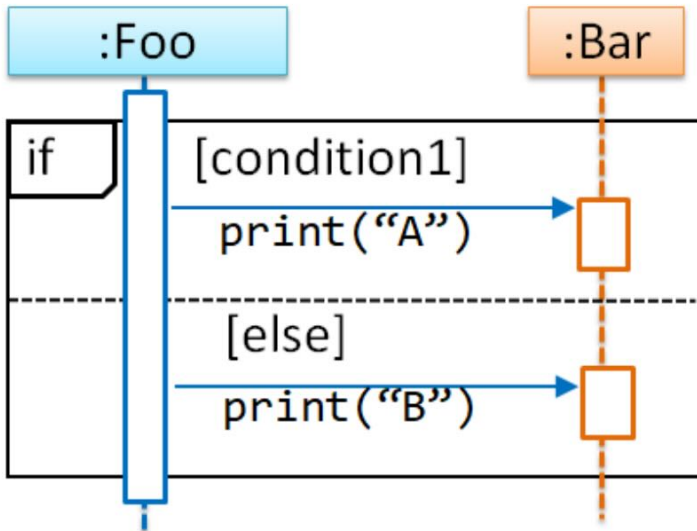 :Foo
:Bar
if
[condition1]
print(“A”)
[else]
print(“B”)